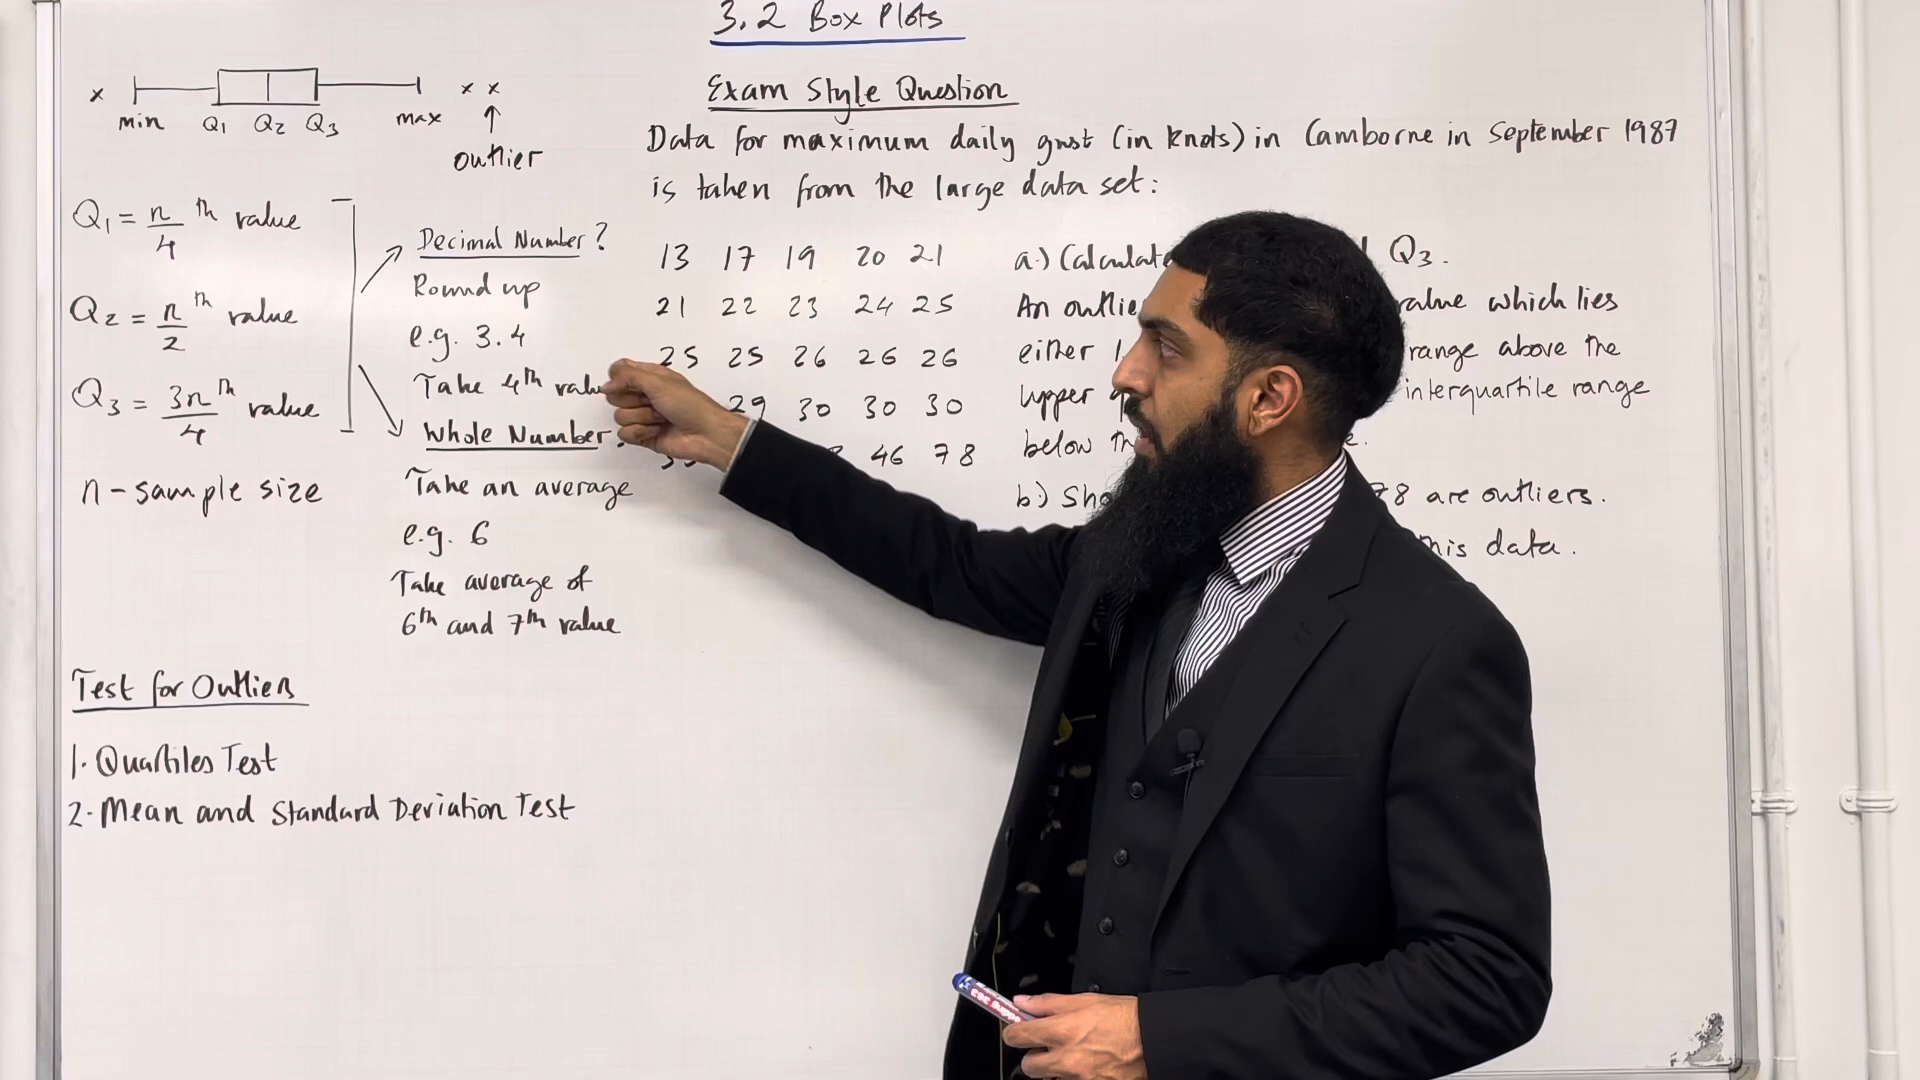 3.2 Box Plots
x min Q1 Q2 Q3 max x x
outlier
Q1 = n/4 th value
Q2 = n/2 th value
Q3 = 3n/4 th value
n - sample size
Decimal Number?
Round up
e.g. 3.4
Take 4th value
Whole Number
Take an average
e.g. 6
Take average of
6th and 7th value
Test for Outliers
1. Quartiles Test
2. Mean and Standard Deviation Test
Exam Style Question
Data for maximum daily gust (in knots) in Camborne in September 1987
is taken from the large data set:
13 17 19 20 21
21 22 23 24 25
25 25 26 26 26
29 30 30 30
46 78
a.) Calculate Q3.
An value which lies
either range above the
upper interquartile range
below
b.) 78 are outliers.
this data.